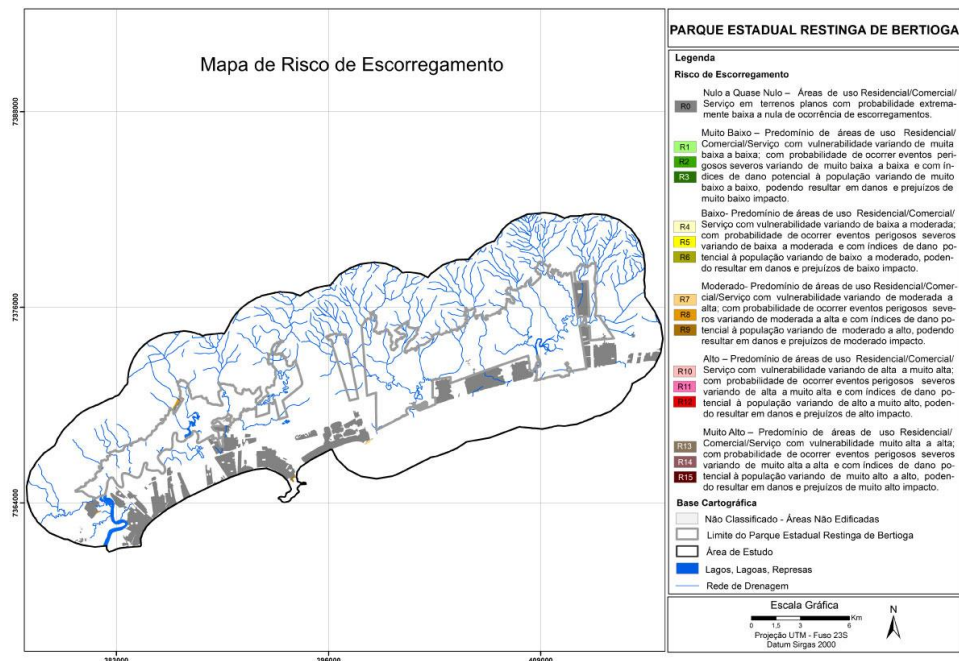 PARQUE ESTADUAL RESTINGA DE BERTIOGA
Mapa de Risco de Escorregamento
7388000
7376000
7364000
383000
396000
409000
Legenda
Risco de Escorregamento
Nulo a Quase Nulo – Áreas de uso Residencial/Comercial/
R0 Serviço em terrenos planos com probabilidade extrema-
mente baixa a nula de ocorrência de escorregamentos.
Muito Baixo – Predomínio de áreas de uso Residencial/
R1 Comercial/Serviço com vulnerabilidade variando de muita
baixa a baixa; com probabilidade de ocorrer eventos peri-
R2 gosos severos variando de muito baixa a baixa e com ín-
R3 dices de dano potencial à população variando de muito
baixo a baixo, podendo resultar em danos e prejuízos de
muito baixo impacto.
Baixo- Predomínio de áreas de uso Residencial/Comercial/
R4 Serviço com vulnerabilidade variando de baixa a moderada;
com probabilidade de ocorrer eventos perigosos severos
R5 variando de baixa a moderada e com índices de dano po-
R6 tencial à população variando de baixo a moderado, poden-
do resultar em danos e prejuízos de baixo impacto.
Moderado- Predomínio de áreas de uso Residencial/Comer-
R7 cial/Serviço com vulnerabilidade variando de moderada a
alta; com probabilidade de ocorrer eventos perigosos seve-
R8 ros variando de moderada a alta e com índices de dano po-
R9 tencial à população variando de moderado a alto, podendo
resultar em danos e prejuízos de moderado impacto.
Alto – Predomínio de áreas de uso Residencial/Comercial/
R10 Serviço com vulnerabilidade variando de alta a muito alta;
com probabilidade de ocorrer eventos perigosos severos
R11 variando de alta a muito alta e com índices de dano po-
R12 tencial à população variando de alto a muito alto, poden-
do resultar em danos e prejuízos de alto impacto.
Muito Alto – Predomínio de áreas de uso Residencial/
R13 Comercial/Serviço com vulnerabilidade muito alta a alta;
com probabilidade de ocorrer eventos perigosos severos
R14 variando de muito alta a alta e com índices de dano po-
R15 tencial à população variando de muito alto a alto, poden-
do resultar em danos e prejuízos de muito alto impacto.
Base Cartográfica
Não Classificado - Áreas Não Edificadas
Limite do Parque Estadual Restinga de Bertioga
Área de Estudo
Lagos, Lagoas, Represas
Rede de Drenagem
Escala Gráfica
0 1,5 3 6 Km
Projeção UTM - Fuso 23S
Datum Sirgas 2000
N